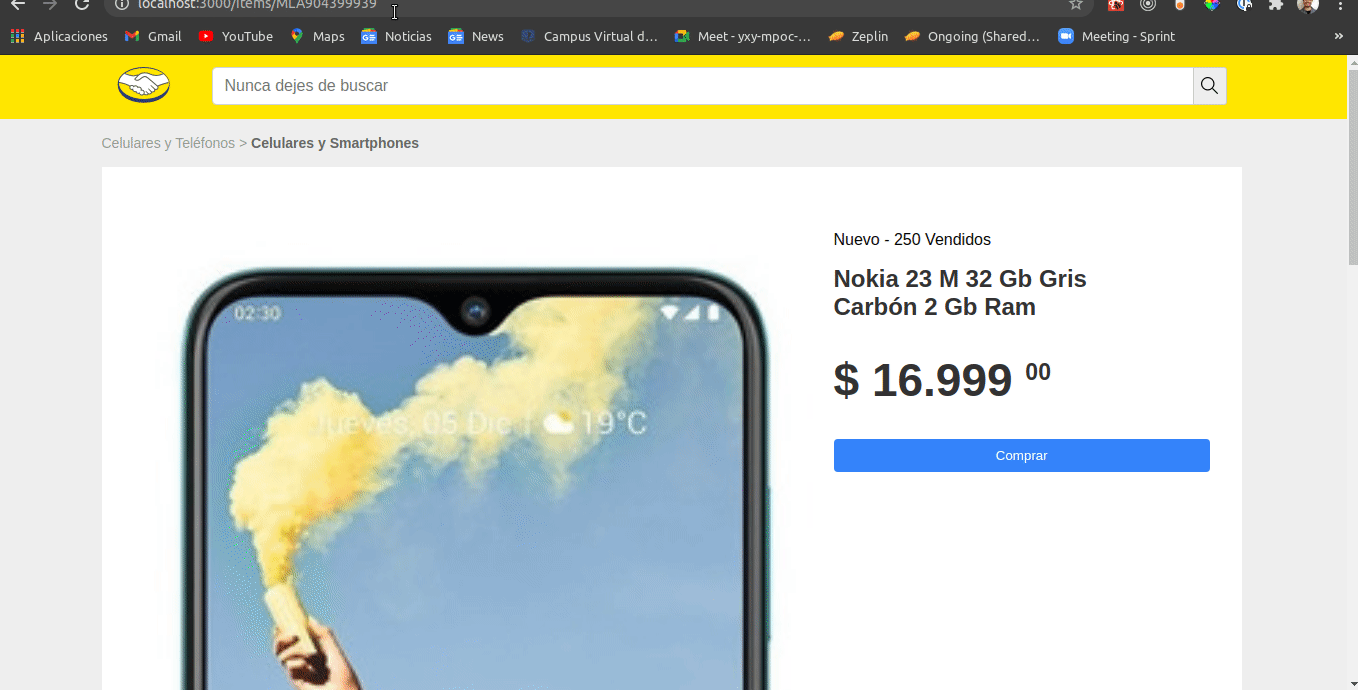 localhost:3000/items/MLA904399939
Aplicaciones Gmail YouTube Maps Noticias News Campus Virtual d... Meet - yxy-mpoc-... Zeplin Ongoing (Shared... Meeting - Sprint »
Nunca dejes de buscar
Celulares y Teléfonos > Celulares y Smartphones
Nuevo - 250 Vendidos
Nokia 23 M 32 Gb Gris
Carbón 2 Gb Ram
$ 16.999 00
Comprar
02:30
Jueves, 05 Dic | 19°C